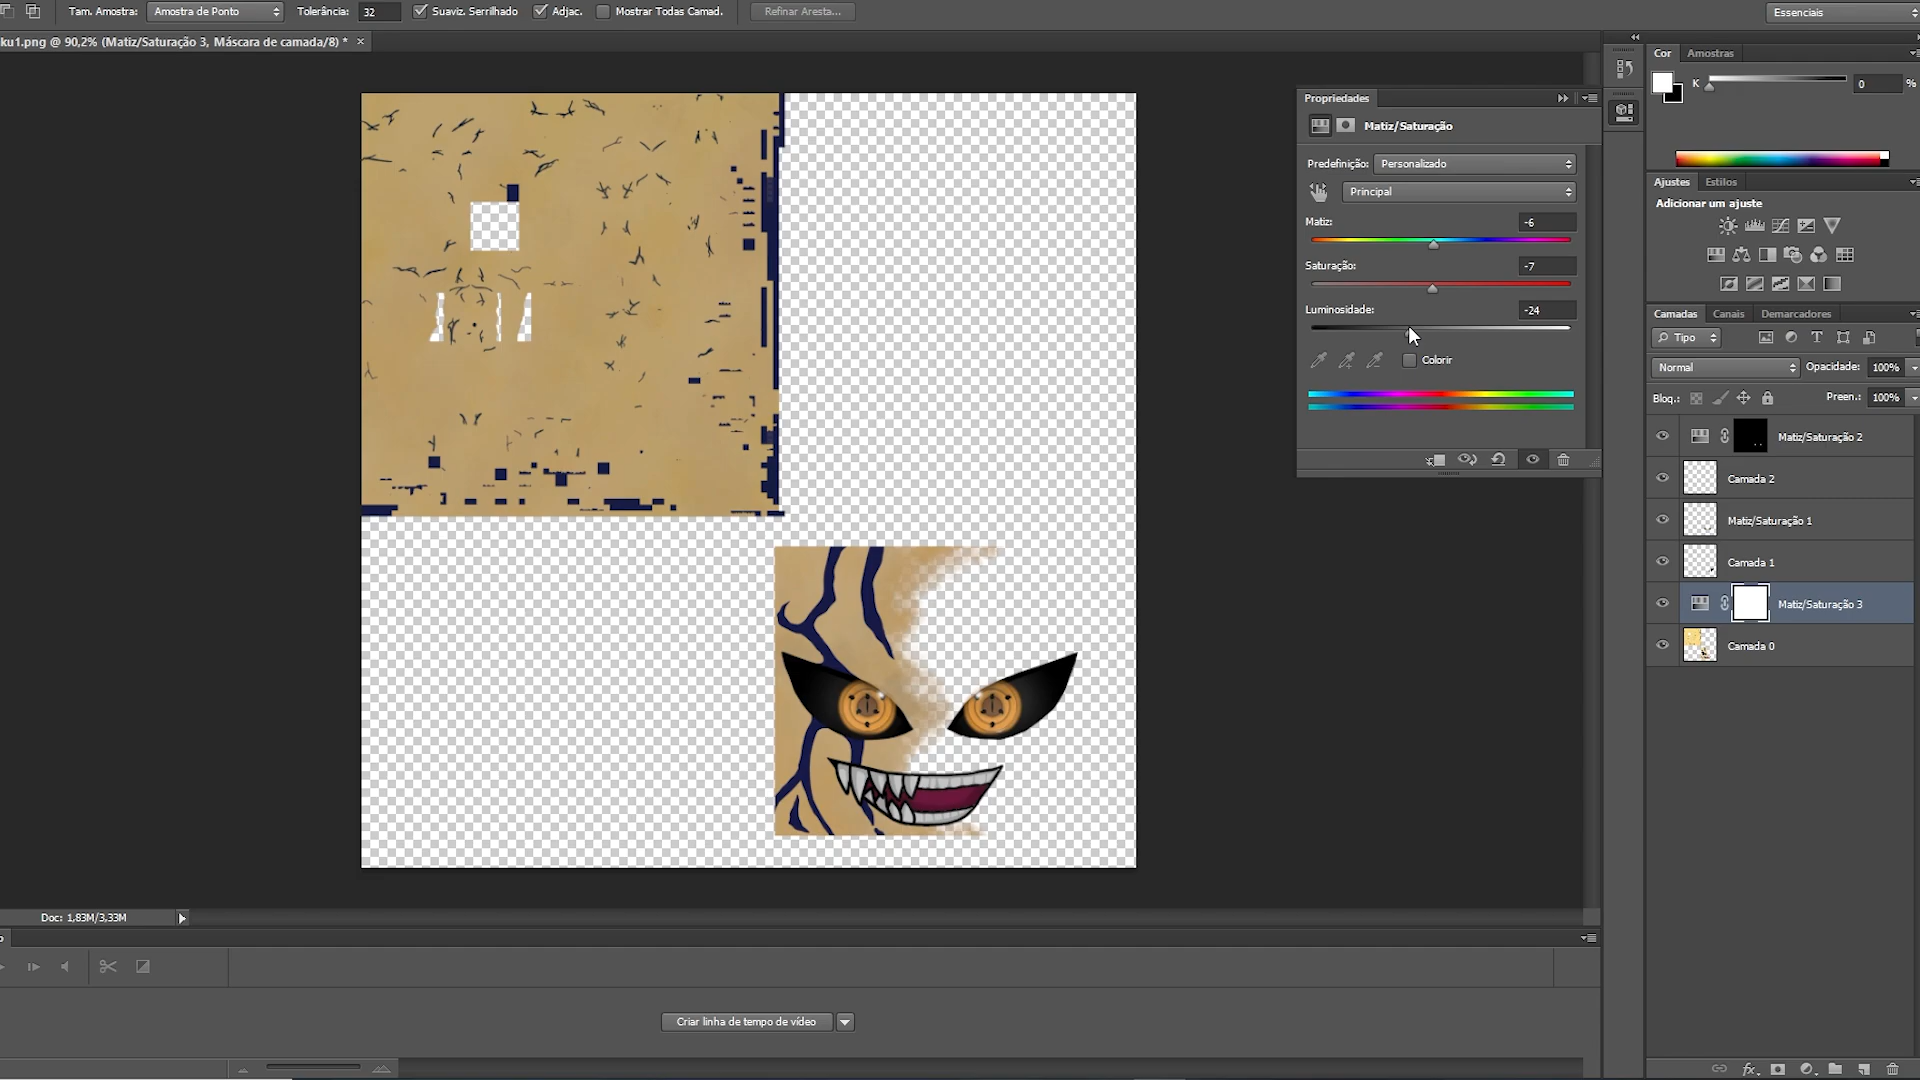 Tam. Amostra: Amostra de Ponto Tolerância: 32 Suaviz. Serrilhado Adjac. Mostrar Todas Camad. Refinar Aresta... Essenciais
ku1.png @ 90,2% (Matiz/Saturação 3, Máscara de camada/8) *
Cor Amostras
K 0 %
Propriedades
Matiz/Saturação
Predefinição: Personalizado
Principal
Matiz: -6
Saturação: -7
Luminosidade: -24
Colorir
Ajustes Estilos
Adicionar um ajuste
Camadas Canais Demarcadores
Tipo
Normal Opacidade: 100%
Bloq.: Preen.: 100%
Matiz/Saturação 2
Camada 2
Matiz/Saturação 1
Camada 1
Matiz/Saturação 3
Camada 0
Doc: 1,83M/3,33M
Criar linha de tempo de vídeo